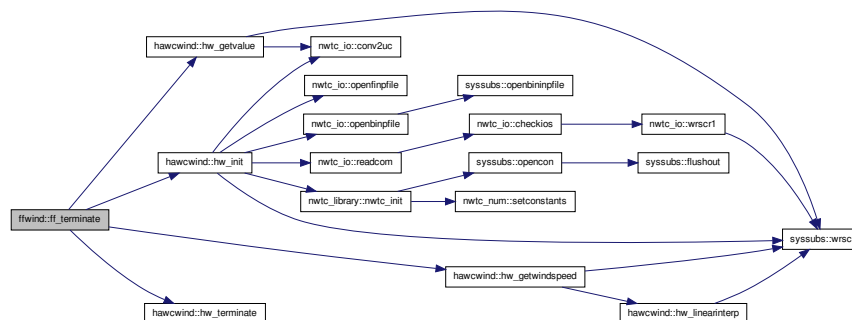 hawcwind::hw_getvalue
nwtc_io::conv2uc
nwtc_io::openfinpfile
sysubs::openbininpfile
nwtc_io::openbinpfile
nwtc_io::checkios
nwtc_io::wrscr1
hawcwind::hw_init
nwtc_io::readcom
syssubs::opencon
syssubs::flushout
nwtc_library::nwtc_init
nwtc_num::setconstants
ffwind::ff_terminate
syssubs::wrsc
hawcwind::hw_getwindspeed
hawcwind::hw_terminate
hawcwind::hw_linearinterp